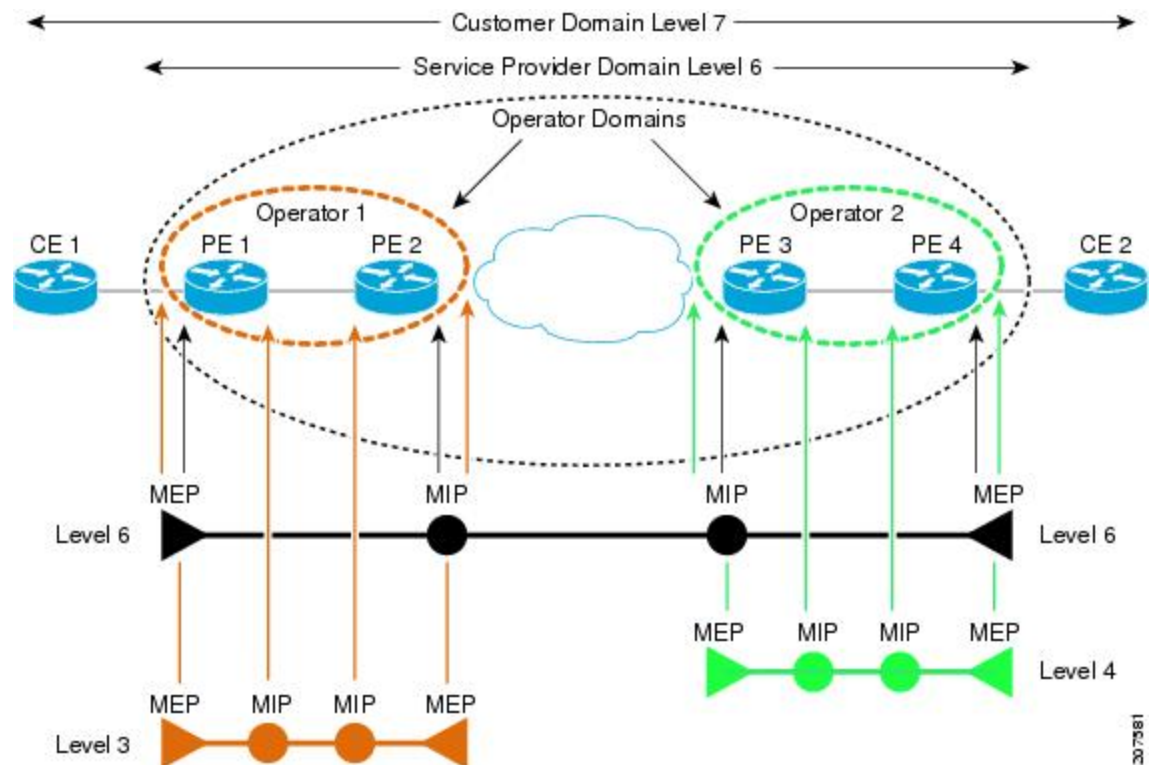 Customer Domain Level 7
Service Provider Domain Level 6
Operator Domains
Operator 1
Operator 2
CE 1
PE 1
PE 2
PE 3
PE 4
CE 2
MEP
MIP
MIP
MEP
Level 6
Level 6
MEP
MIP
MIP
MEP
Level 4
MEP
MIP
MIP
MEP
Level 3
207581